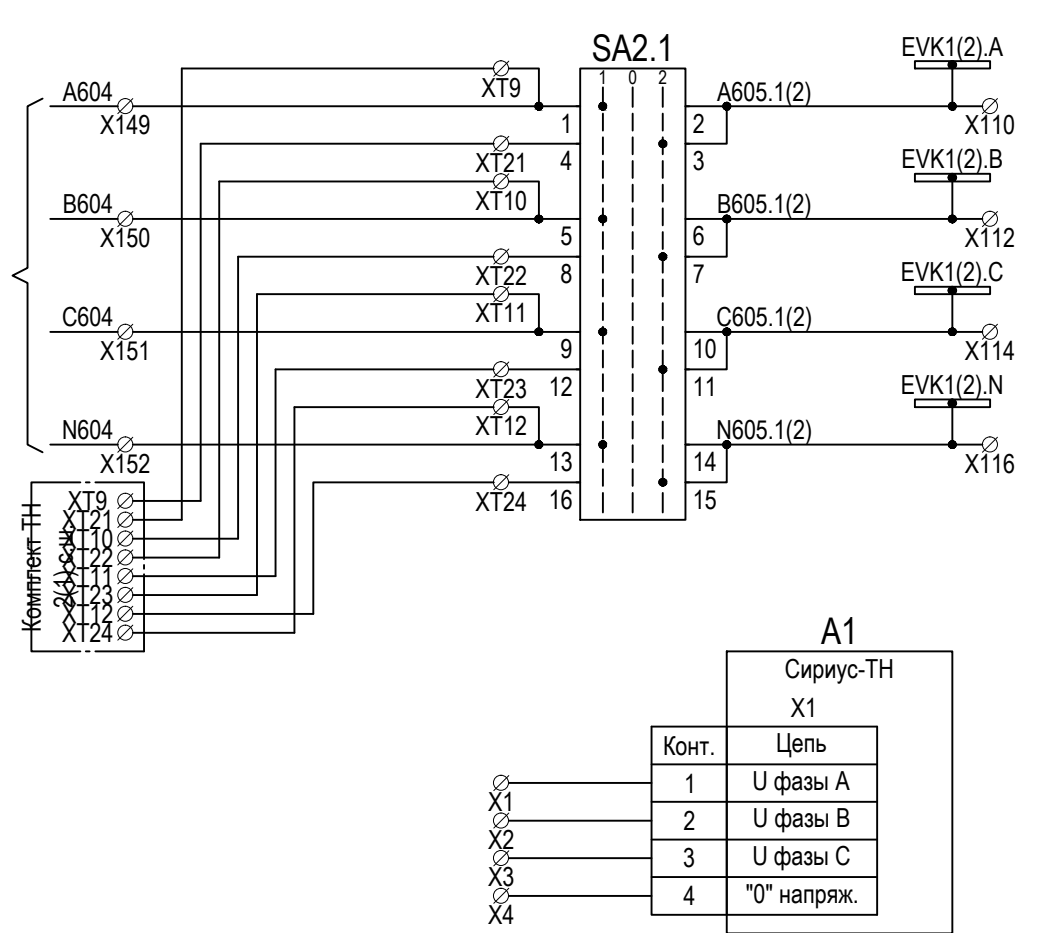 SA2.1
EVK1(2).A
1 0 2
A604
XT9
A605.1(2)
X149
1
2
X110
XT21
4
3
EVK1(2).B
B604
XT10
B605.1(2)
X150
5
6
X112
XT22
8
7
EVK1(2).C
C604
XT11
C605.1(2)
X151
9
10
X114
XT23
12
11
EVK1(2).N
N604
XT12
N605.1(2)
X152
13
14
X116
XT24
16
15
Комплект ТН
2(1) с.ш.
XT9
XT21
XT10
XT22
XT11
XT23
XT12
XT24
A1
Сириус-ТН
X1
Конт. Цепь
X1 1 U фазы A
X2 2 U фазы B
X3 3 U фазы C
X4 4 "0" напряж.